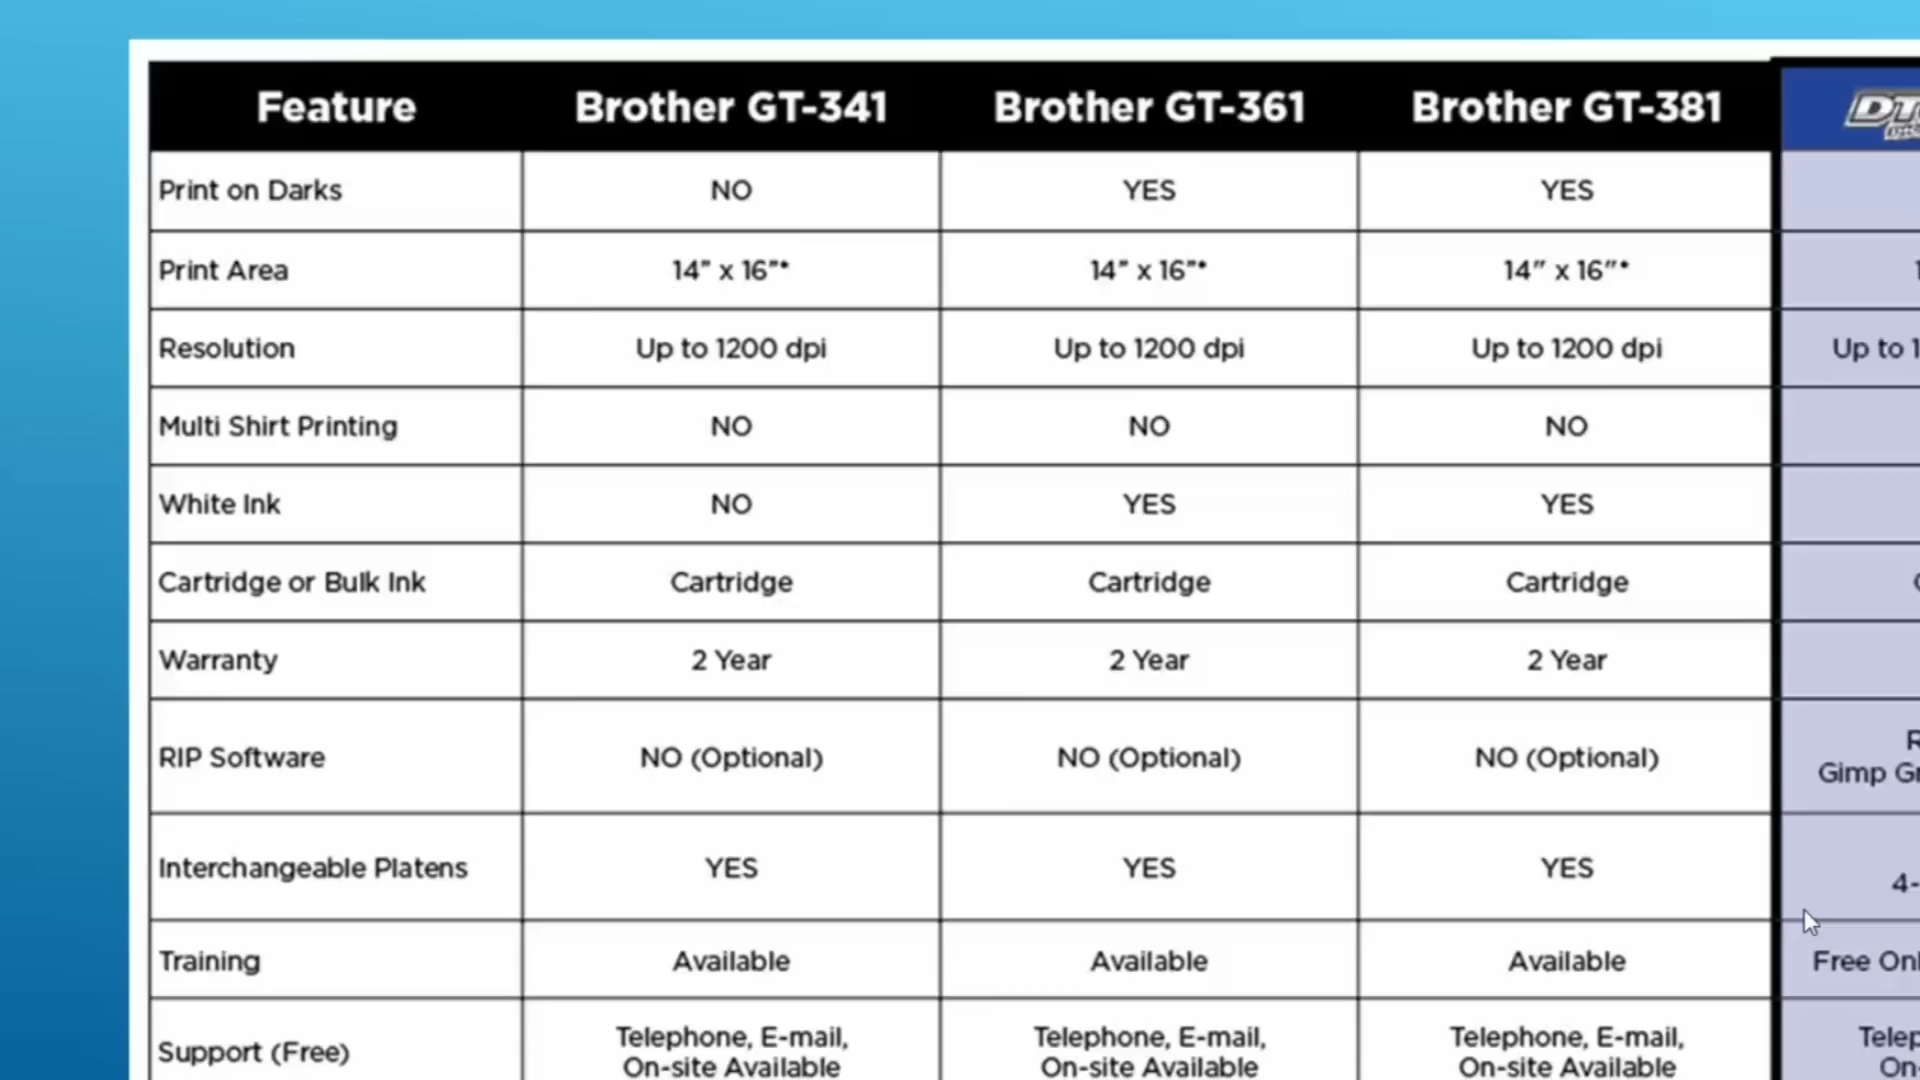 Feature Brother GT-341 Brother GT-361 Brother GT-381
Print on Darks NO YES YES
Print Area 14” x 16”* 14” x 16”* 14” x 16”*
Resolution Up to 1200 dpi Up to 1200 dpi Up to 1200 dpi Up to
Multi Shirt Printing NO NO NO
White Ink NO YES YES
Cartridge or Bulk Ink Cartridge Cartridge Cartridge
Warranty 2 Year 2 Year 2 Year
RIP Software NO (Optional) NO (Optional) NO (Optional) Gimp
Interchangeable Platens YES YES YES 4-
Training Available Available Available Free
Support (Free) Telephone, E-mail, Telephone, E-mail, Telephone, E-mail,
On-site Available On-site Available On-site Available